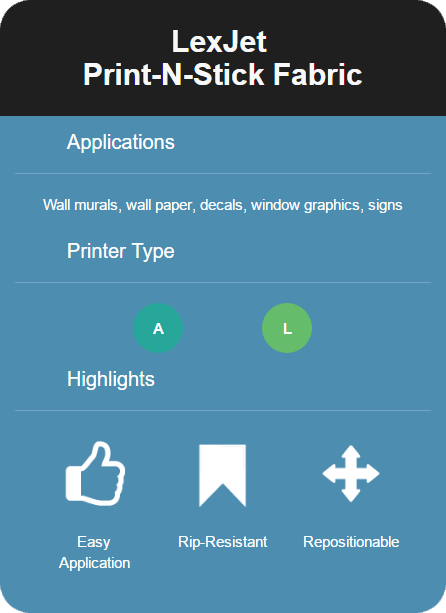 LexJet
Print-N-Stick Fabric
Applications
Wall murals, wall paper, decals, window graphics, signs
Printer Type
A L
Highlights
Easy Application
Rip-Resistant
Repositionable